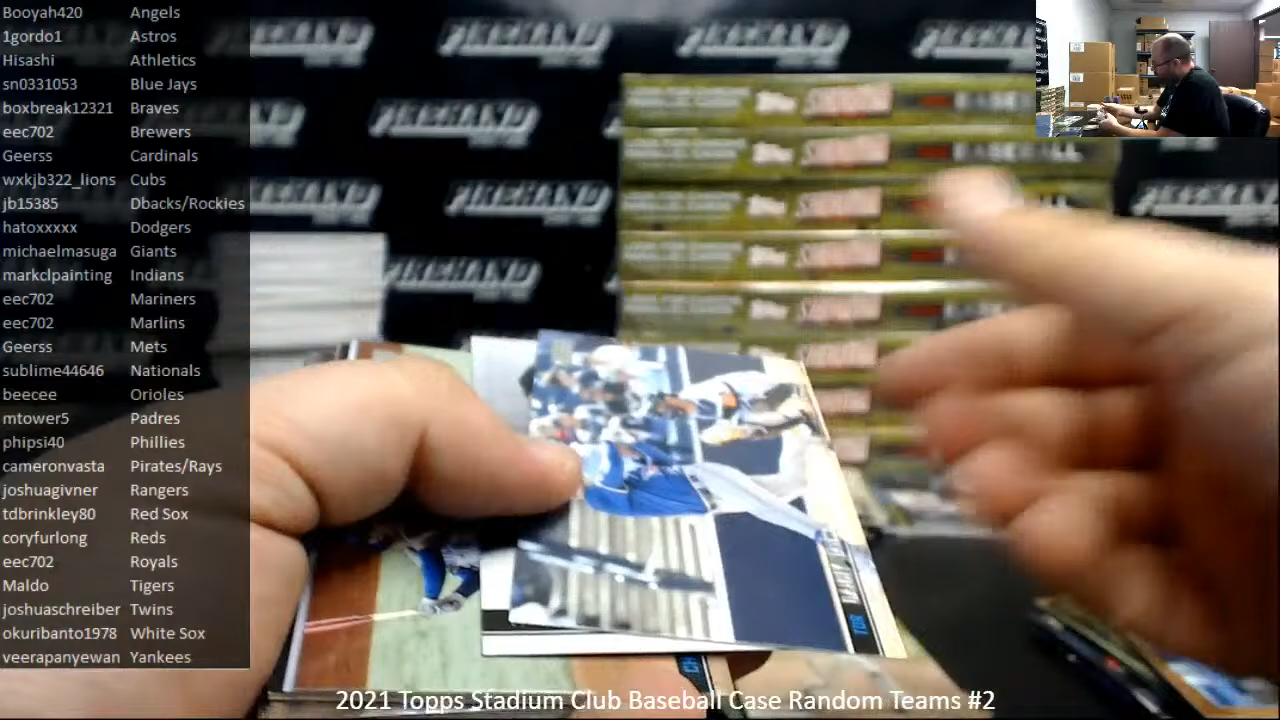 Booyah420 Angels
1gordo1 Astros
Hisashi Athletics
sn0331053 Blue Jays
boxbreak12321 Braves
eec702 Brewers
Geerss Cardinals
wxkjb322_lions Cubs
jb15385 Dbacks/Rockies
hatoxxxxx Dodgers
michaelmasuga Giants
markclpainting Indians
eec702 Mariners
eec702 Marlins
Geerss Mets
sublime44646 Nationals
beecee Orioles
mtower5 Padres
phipsi40 Phillies
cameronvasta Pirates/Rays
joshuagivner Rangers
tdbrinkley80 Red Sox
coryfurlong Reds
eec702 Royals
Maldo Tigers
joshuaschreiber Twins
okuribanto1978 White Sox
veerapanyewan Yankees
FIREHAND
Topps
BASEBALL
TOR
2021 Topps Stadium Club Baseball Case Random Teams #2